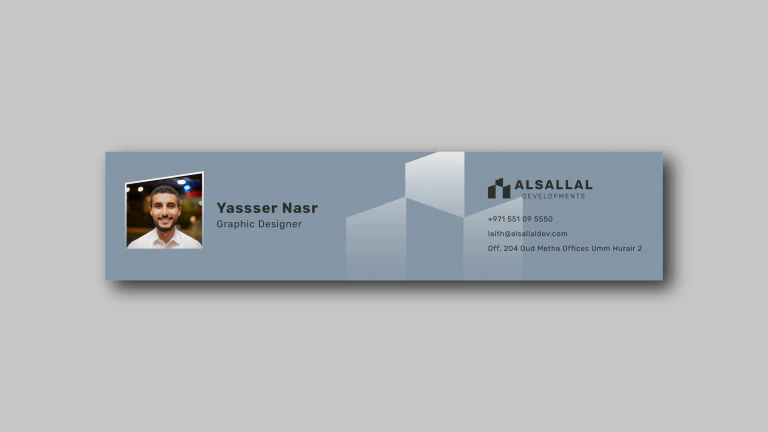 Yassser Nasr
Graphic Designer
ALSALLAL
DEVELOPMENTS
+971 551 09 5550
laith@alsallaldev.com
Off. 204 Oud Metha Offices Umm Hurair 2